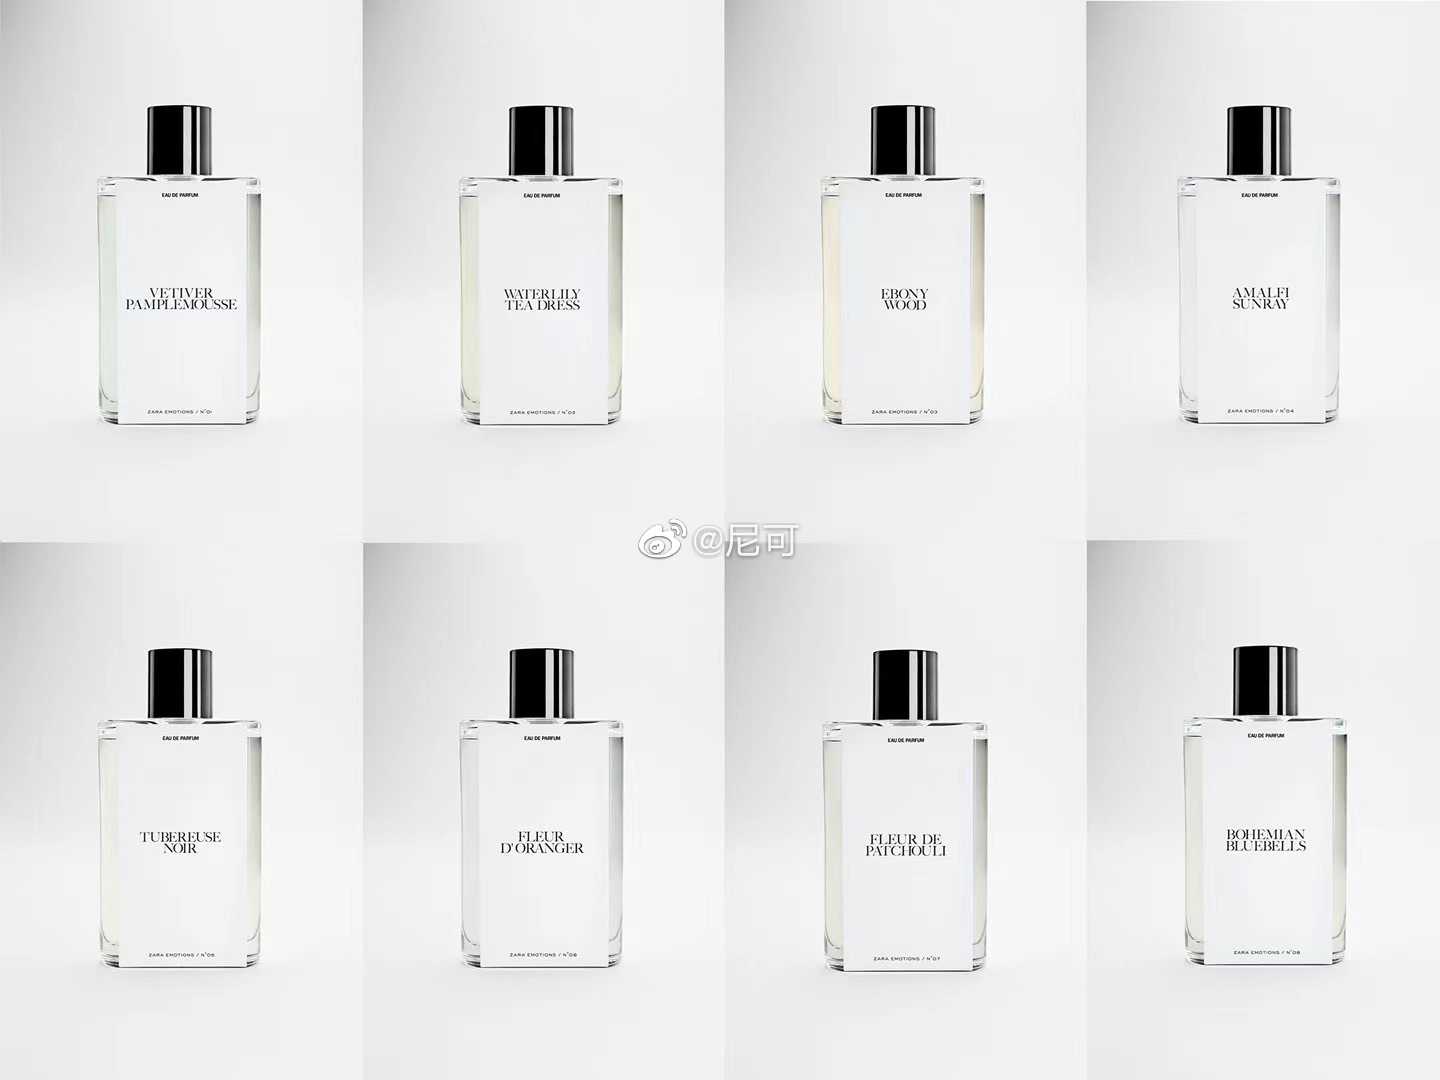 EAU DE PARFUM
VETIVER
PAMPLEMOUSSE
ZARA EMOTIONS / N°01
EAU DE PARFUM
WATERLILY
TEA DRESS
ZARA EMOTIONS / N°02
EAU DE PARFUM
EBONY
WOOD
ZARA EMOTIONS / N°03
EAU DE PARFUM
AMALFI
SUNRAY
ZARA EMOTIONS / N°04
@尼可
EAU DE PARFUM
TUBEREUSE
NOIR
ZARA EMOTIONS / N°05
EAU DE PARFUM
FLEUR
D'ORANGER
ZARA EMOTIONS / N°06
EAU DE PARFUM
FLEUR DE
PATCHOULI
ZARA EMOTIONS / N°07
EAU DE PARFUM
BOHEMIAN
BLUEBELLS
ZARA EMOTIONS / N°08